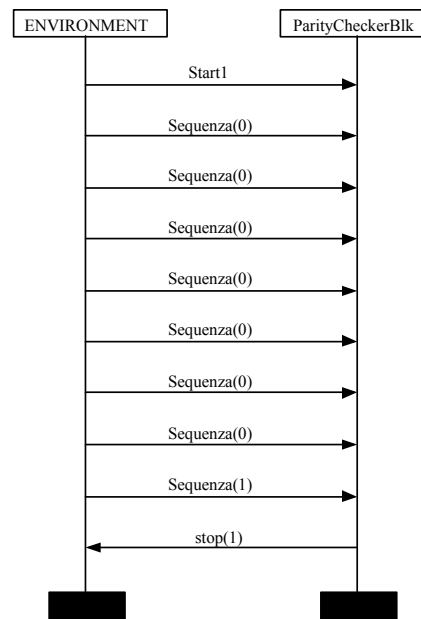 ENVIRONMENT
ParityCheckerBlk
Start1
Sequenza(0)
Sequenza(0)
Sequenza(0)
Sequenza(0)
Sequenza(0)
Sequenza(0)
Sequenza(0)
Sequenza(1)
stop(1)